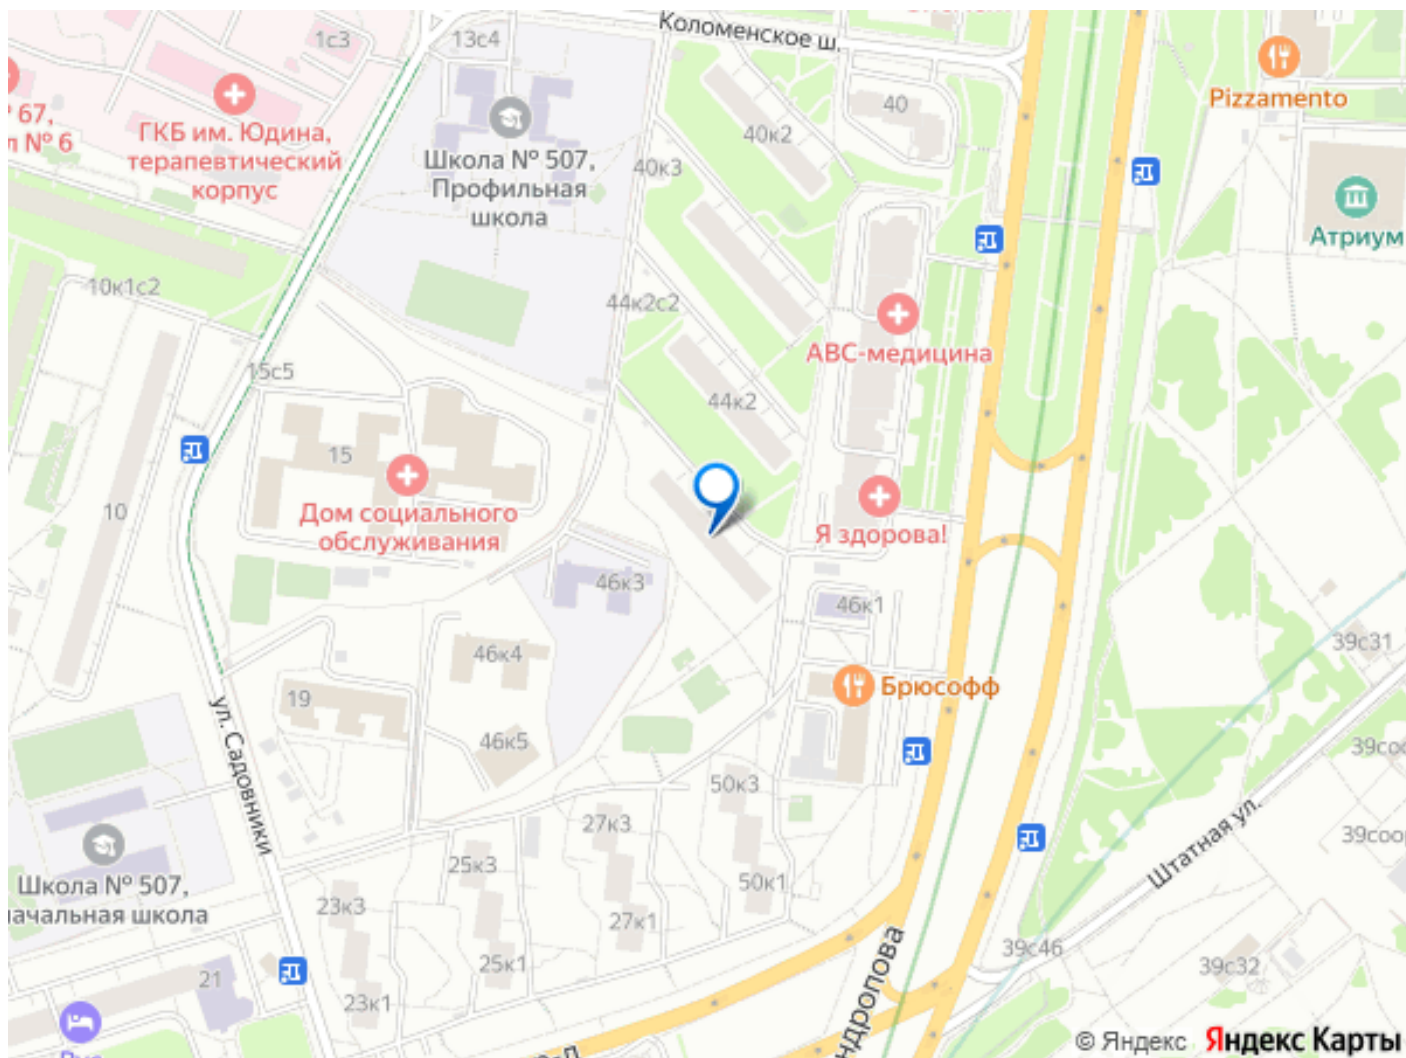 Коломенское ш.
1с3
13с4
Pizzamento
40
ГКБ им. Юдина,
терапевтический
корпус
№ 67,
№ 6
40к2
Школа № 507,
Профильная
школа
40к3
Атриум
10к1с2
44к2с2
АВС-медицина
15с5
44к2
15
10
Дом социального
обслуживания
Я здорова!
46к3
46к1
39с31
46к4
Брюсофф
19
ул. Садовники
46к5
50к3
27к3
Штатная ул.
25к3
Школа № 507,
начальная школа
50к1
23к3
27к1
39с46
39с32
25к1
21
23к1
© Яндекс Яндекс Карты